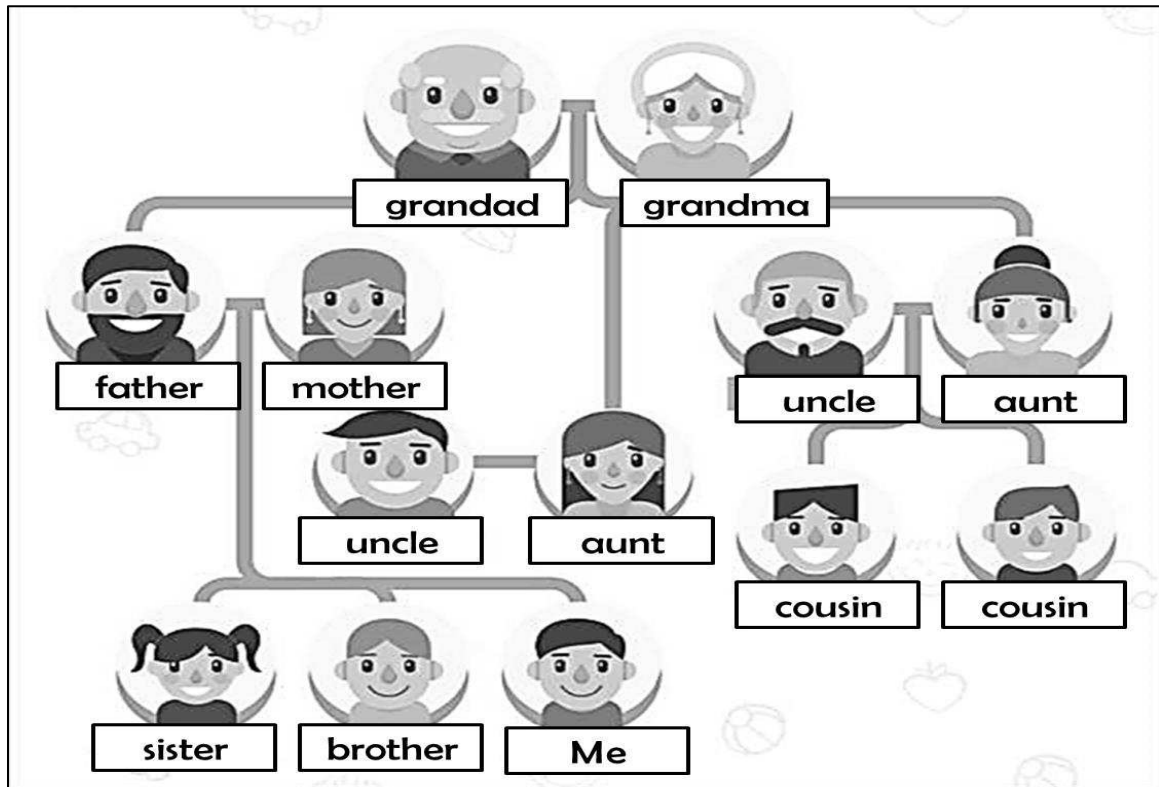 grandad
grandma
father
mother
uncle
aunt
uncle
aunt
cousin
cousin
sister
brother
Me